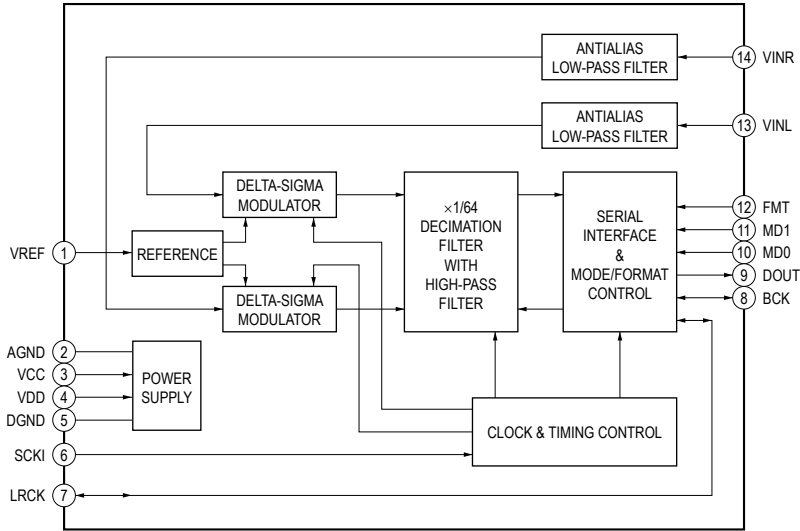 ANTIALIAS
LOW-PASS FILTER
14 VINR
ANTIALIAS
LOW-PASS FILTER
13 VINL
DELTA-SIGMA
MODULATOR
×1/64
DECIMATION
FILTER
WITH
HIGH-PASS
FILTER
SERIAL
INTERFACE
&
MODE/FORMAT
CONTROL
12 FMT
11 MD1
10 MD0
9 DOUT
8 BCK
VREF 1
REFERENCE
DELTA-SIGMA
MODULATOR
AGND 2
VCC 3
VDD 4
DGND 5
POWER
SUPPLY
CLOCK & TIMING CONTROL
SCKI 6
LRCK 7